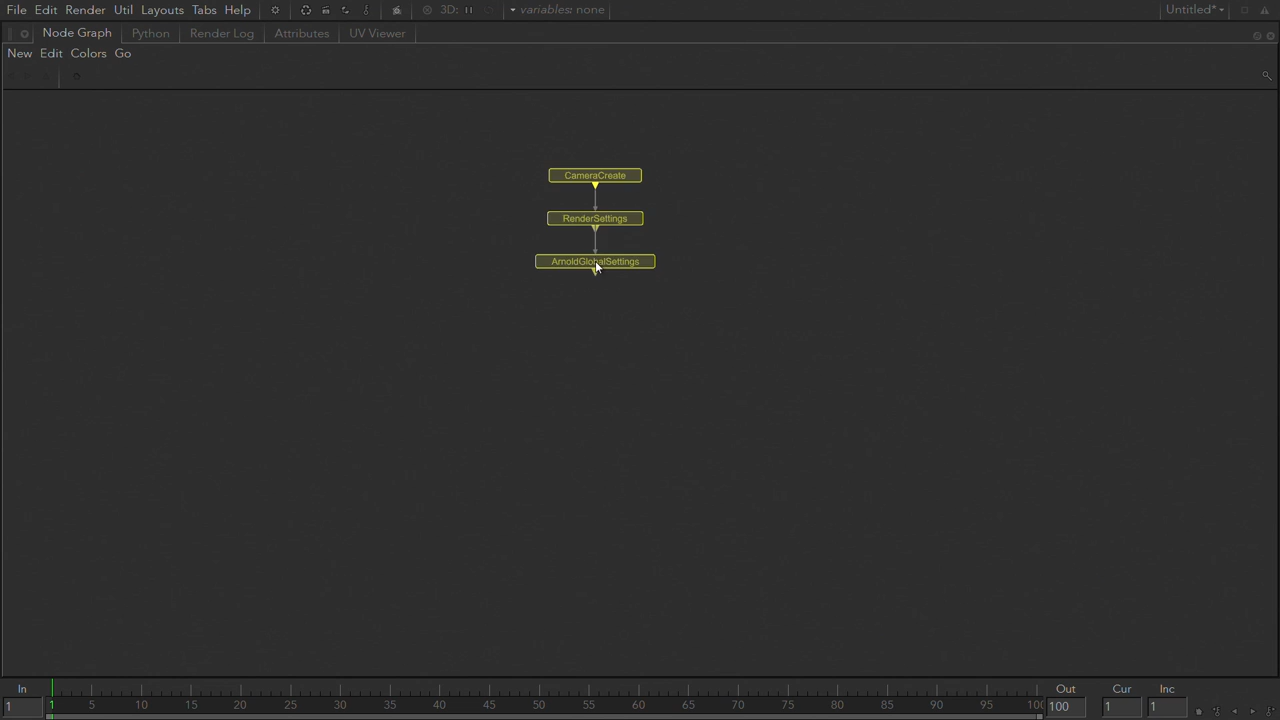 File Edit Render Util Layouts Tabs Help 3D: variables: none Untitled*
Node Graph Python Render Log Attributes UV Viewer
New Edit Colors Go
CameraCreate
RenderSettings
ArnoldGlobalSettings
In Out Cur Inc
1 1 5 10 15 20 25 30 35 40 45 50 55 60 65 70 75 80 85 90 95 100 100 1 1